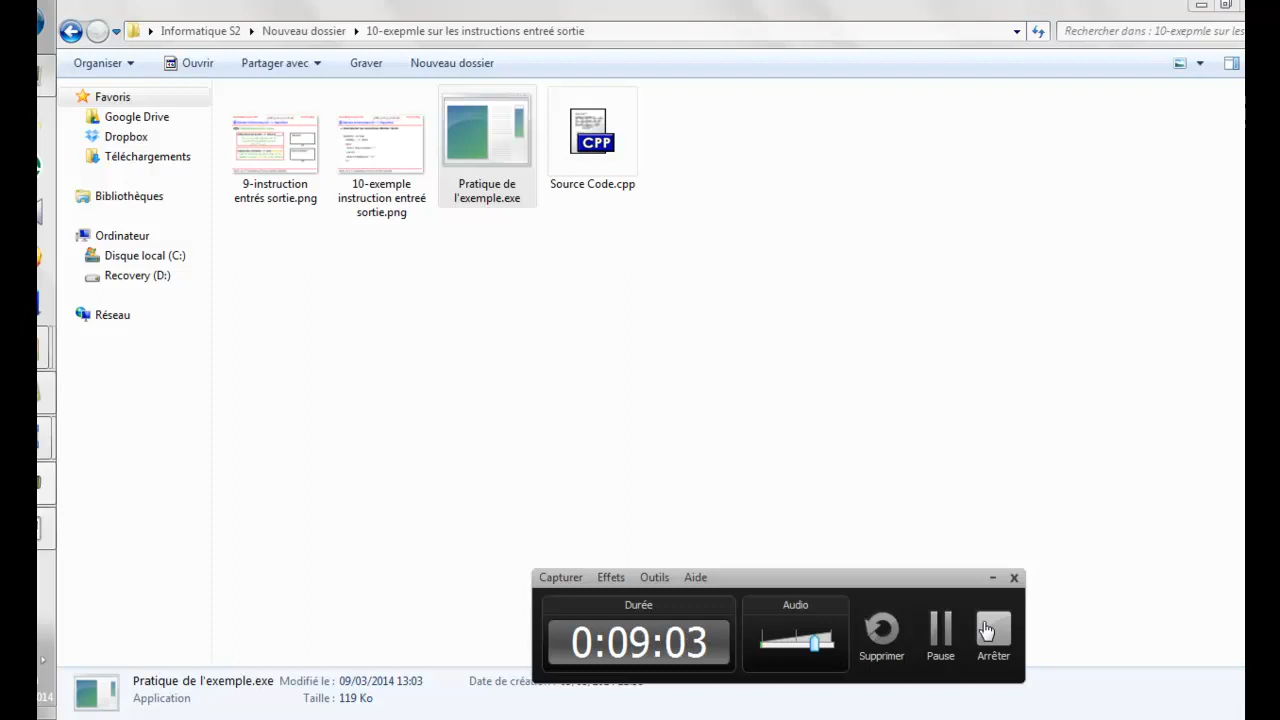 Informatique S2 Nouveau dossier 10-exepmle sur les instructions entreé sortie
Rechercher dans : 10-exepmle sur les
Organiser Ouvrir Partager avec Graver Nouveau dossier
Favoris
Google Drive
Dropbox
Téléchargements
Bibliothèques
Ordinateur
Disque local (C:)
Recovery (D:)
Réseau
9-instruction
entrés sortie.png
10-exemple
instruction entreé
sortie.png
Pratique de
l'exemple.exe
CPP
Source Code.cpp
Capturer Effets Outils Aide
Durée
0:09:03
Audio
Supprimer
Pause
Arrêter
Pratique de l'exemple.exe Modifié le : 09/03/2014 13:03 Date de création :
Application Taille : 119 Ko